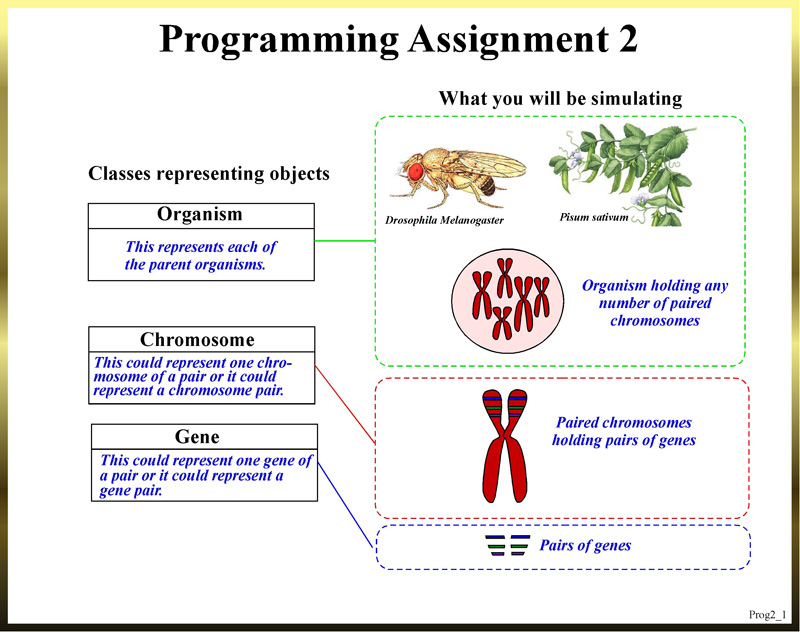 Programming Assignment 2
What you will be simulating
Classes representing objects
Organism
This represents each of
the parent organisms.
Drosophila Melanogaster
Pisum sativum
Organism holding any
number of paired
chromosomes
Chromosome
This could represent one chro-
mosome of a pair or it could
represent a chromosome pair.
Paired chromosomes
holding pairs of genes
Gene
This could represent one gene of
a pair or it could represent a
gene pair.
Pairs of genes
Prog2_1